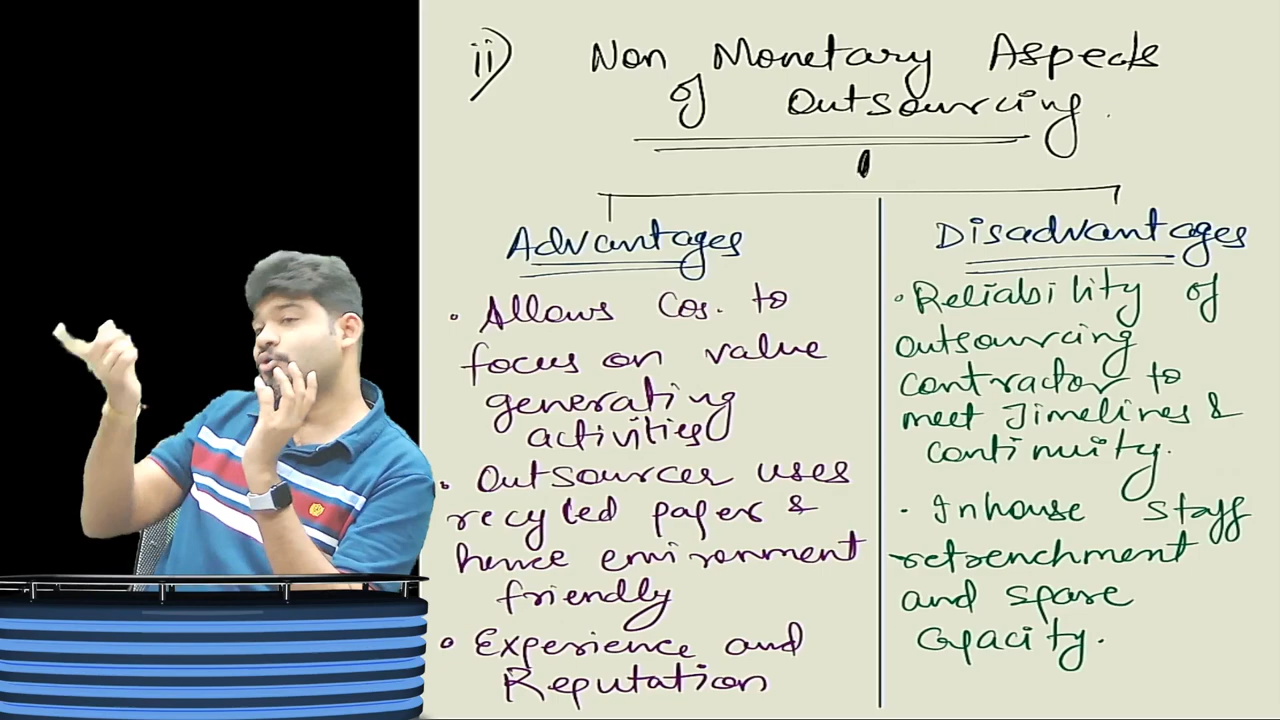 ii) Non Monetary Aspects
of Outsourcing.
Advantages
• Allows Cos. to
focus on value
generating
activities
• Outsourcer uses
recycled paper &
hence environment
friendly
• Experience and
Reputation
Disadvantages
• Reliability of
outsourcing
contractor to
meet Timelines &
continuity.
• Inhouse staff
retrenchment
and spare
capacity.